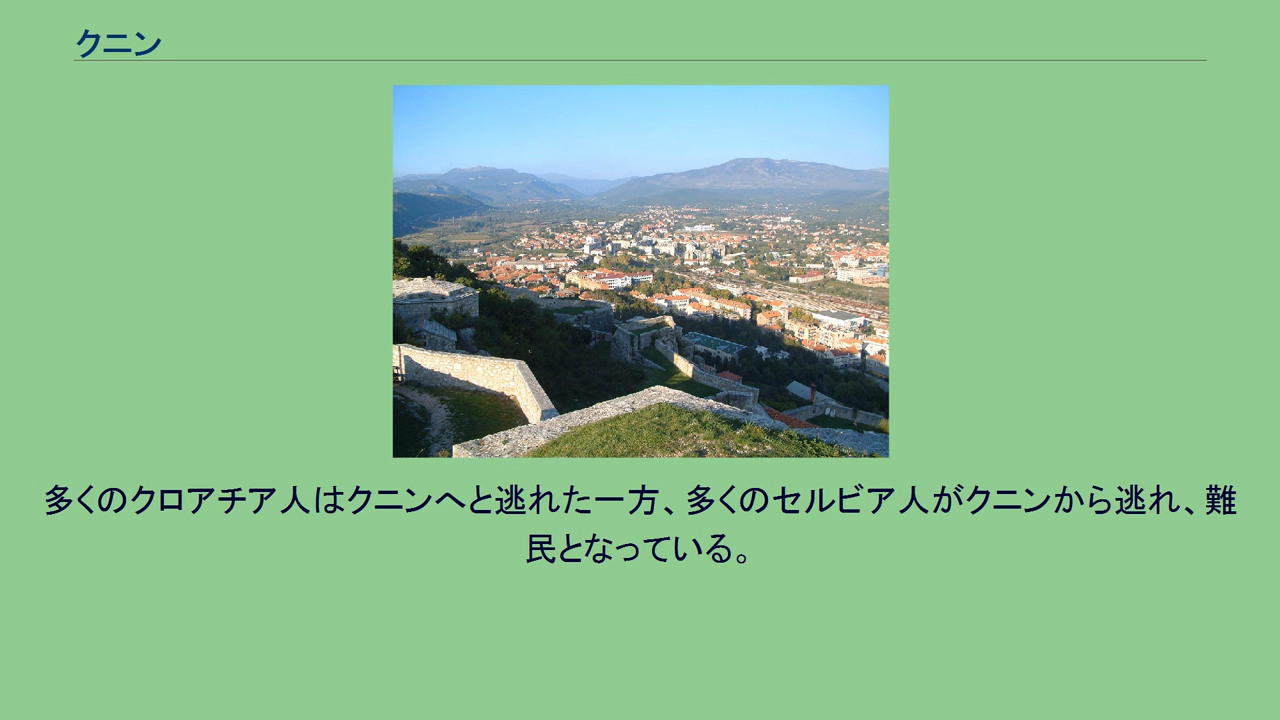 クニン
多くのクロアチア人はクニンへと逃れた一方、多くのセルビア人がクニンから逃れ、難
民となっている。